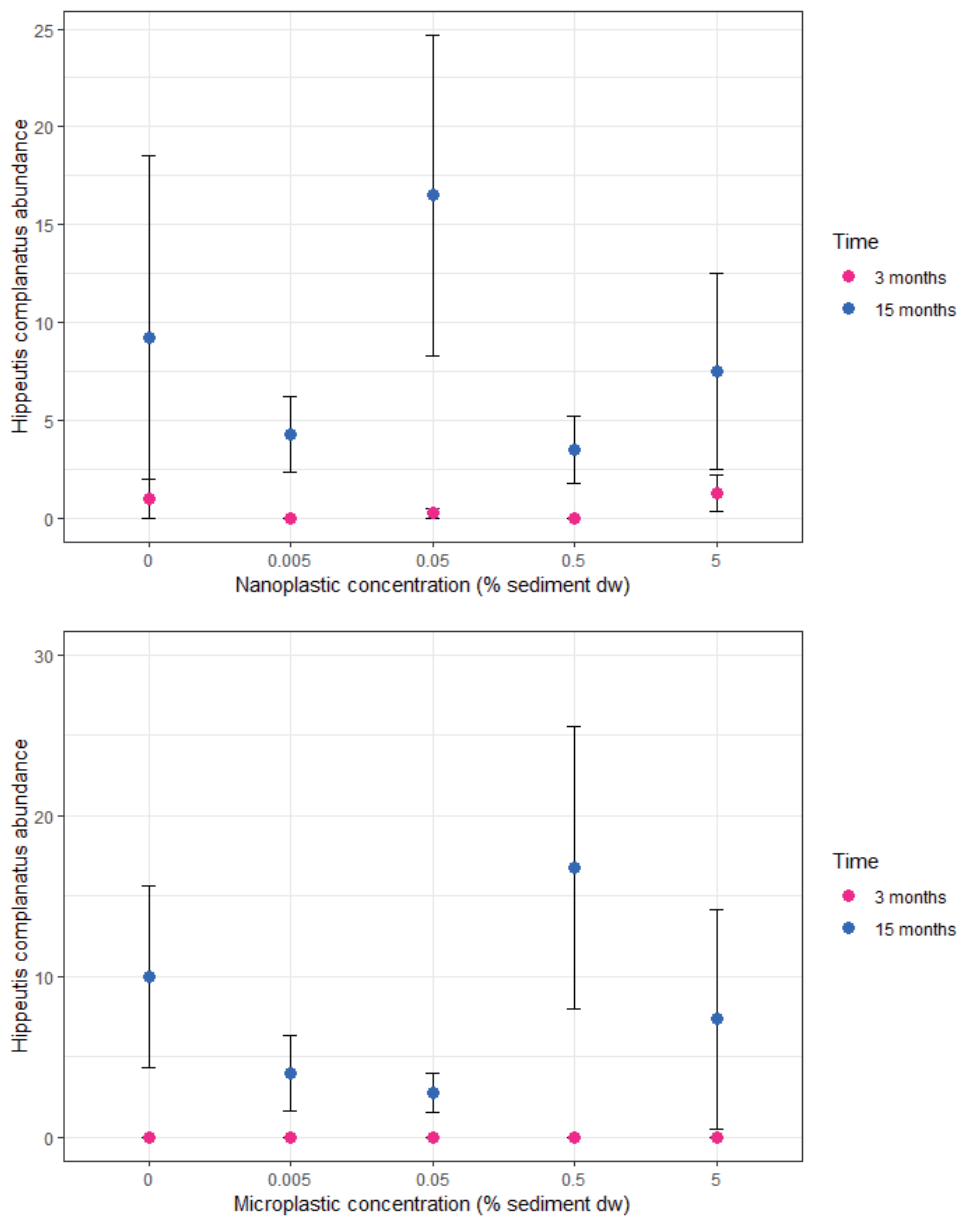 25
20
15
10
5
0
Hippeutis complanatus abundance
0 0.005 0.05 0.5 5
Nanoplastic concentration (% sediment dw)
Time
3 months
15 months
30
20
10
0
Hippeutis complanatus abundance
0 0.005 0.05 0.5 5
Microplastic concentration (% sediment dw)
Time
3 months
15 months